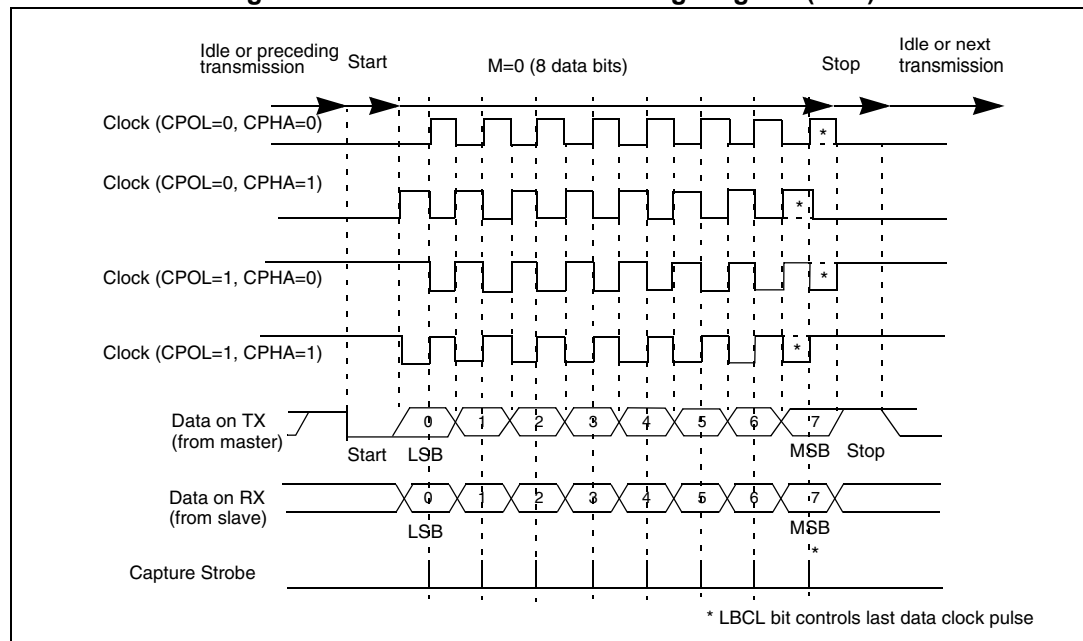 Idle or preceding
transmission
Start
M=0 (8 data bits)
Stop
Idle or next
transmission
Clock (CPOL=0, CPHA=0)
*
Clock (CPOL=0, CPHA=1)
*
Clock (CPOL=1, CPHA=0)
*
Clock (CPOL=1, CPHA=1)
*
Data on TX
(from master)
0 1 2 3 4 5 6 7
Start LSB MSB Stop
Data on RX
(from slave)
0 1 2 3 4 5 6 7
LSB MSB
*
Capture Strobe
* LBCL bit controls last data clock pulse